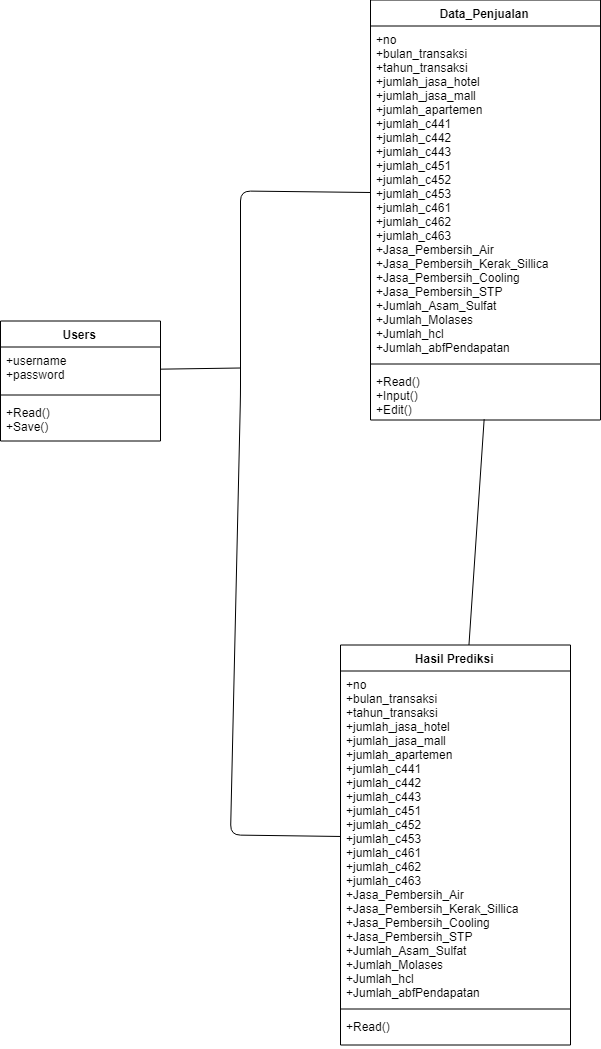 Data_Penjualan
+no
+bulan_transaksi
+tahun_transaksi
+jumlah_jasa_hotel
+jumlah_jasa_mall
+jumlah_apartemen
+jumlah_c441
+jumlah_c442
+jumlah_c443
+jumlah_c451
+jumlah_c452
+jumlah_c453
+jumlah_c461
+jumlah_c462
+jumlah_c463
+Jasa_Pembersih_Air
+Jasa_Pembersih_Kerak_Sillica
+Jasa_Pembersih_Cooling
+Jasa_Pembersih_STP
+Jumlah_Asam_Sulfat
+Jumlah_Molases
+Jumlah_hcl
+Jumlah_abfPendapatan
+Read()
+Input()
+Edit()
Users
+username
+password
+Read()
+Save()
Hasil Prediksi
+no
+bulan_transaksi
+tahun_transaksi
+jumlah_jasa_hotel
+jumlah_jasa_mall
+jumlah_apartemen
+jumlah_c441
+jumlah_c442
+jumlah_c443
+jumlah_c451
+jumlah_c452
+jumlah_c453
+jumlah_c461
+jumlah_c462
+jumlah_c463
+Jasa_Pembersih_Air
+Jasa_Pembersih_Kerak_Sillica
+Jasa_Pembersih_Cooling
+Jasa_Pembersih_STP
+Jumlah_Asam_Sulfat
+Jumlah_Molases
+Jumlah_hcl
+Jumlah_abfPendapatan
+Read()